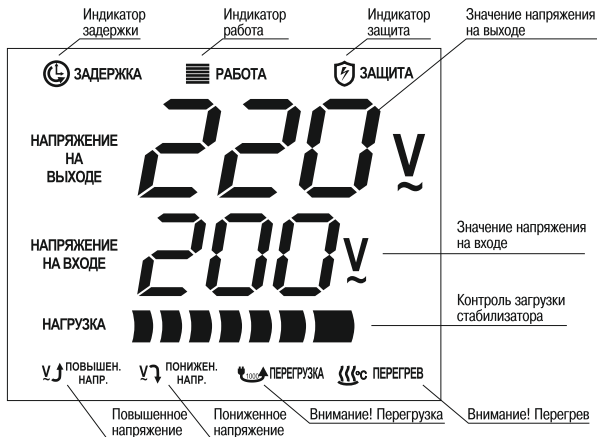 Индикатор
задержки
Индикатор
работа
Индикатор
защита
Значение напряжения
на выходе
ЗАДЕРЖКА
РАБОТА
ЗАЩИТА
НАПРЯЖЕНИЕ
НА
ВЫХОДЕ
220 V
~
НАПРЯЖЕНИЕ
НА ВХОДЕ
200 V
~
Значение напряжения
на входе
НАГРУЗКА
Контроль загрузки
стабилизатора
V~ ПОВЫШЕН.
НАПР.
V~ ПОНИЖЕН.
НАПР.
1000 ПЕРЕГРУЗКА
°C ПЕРЕГРЕВ
Повышенное
напряжение
Пониженное
напряжение
Внимание! Перегрузка
Внимание! Перегрев